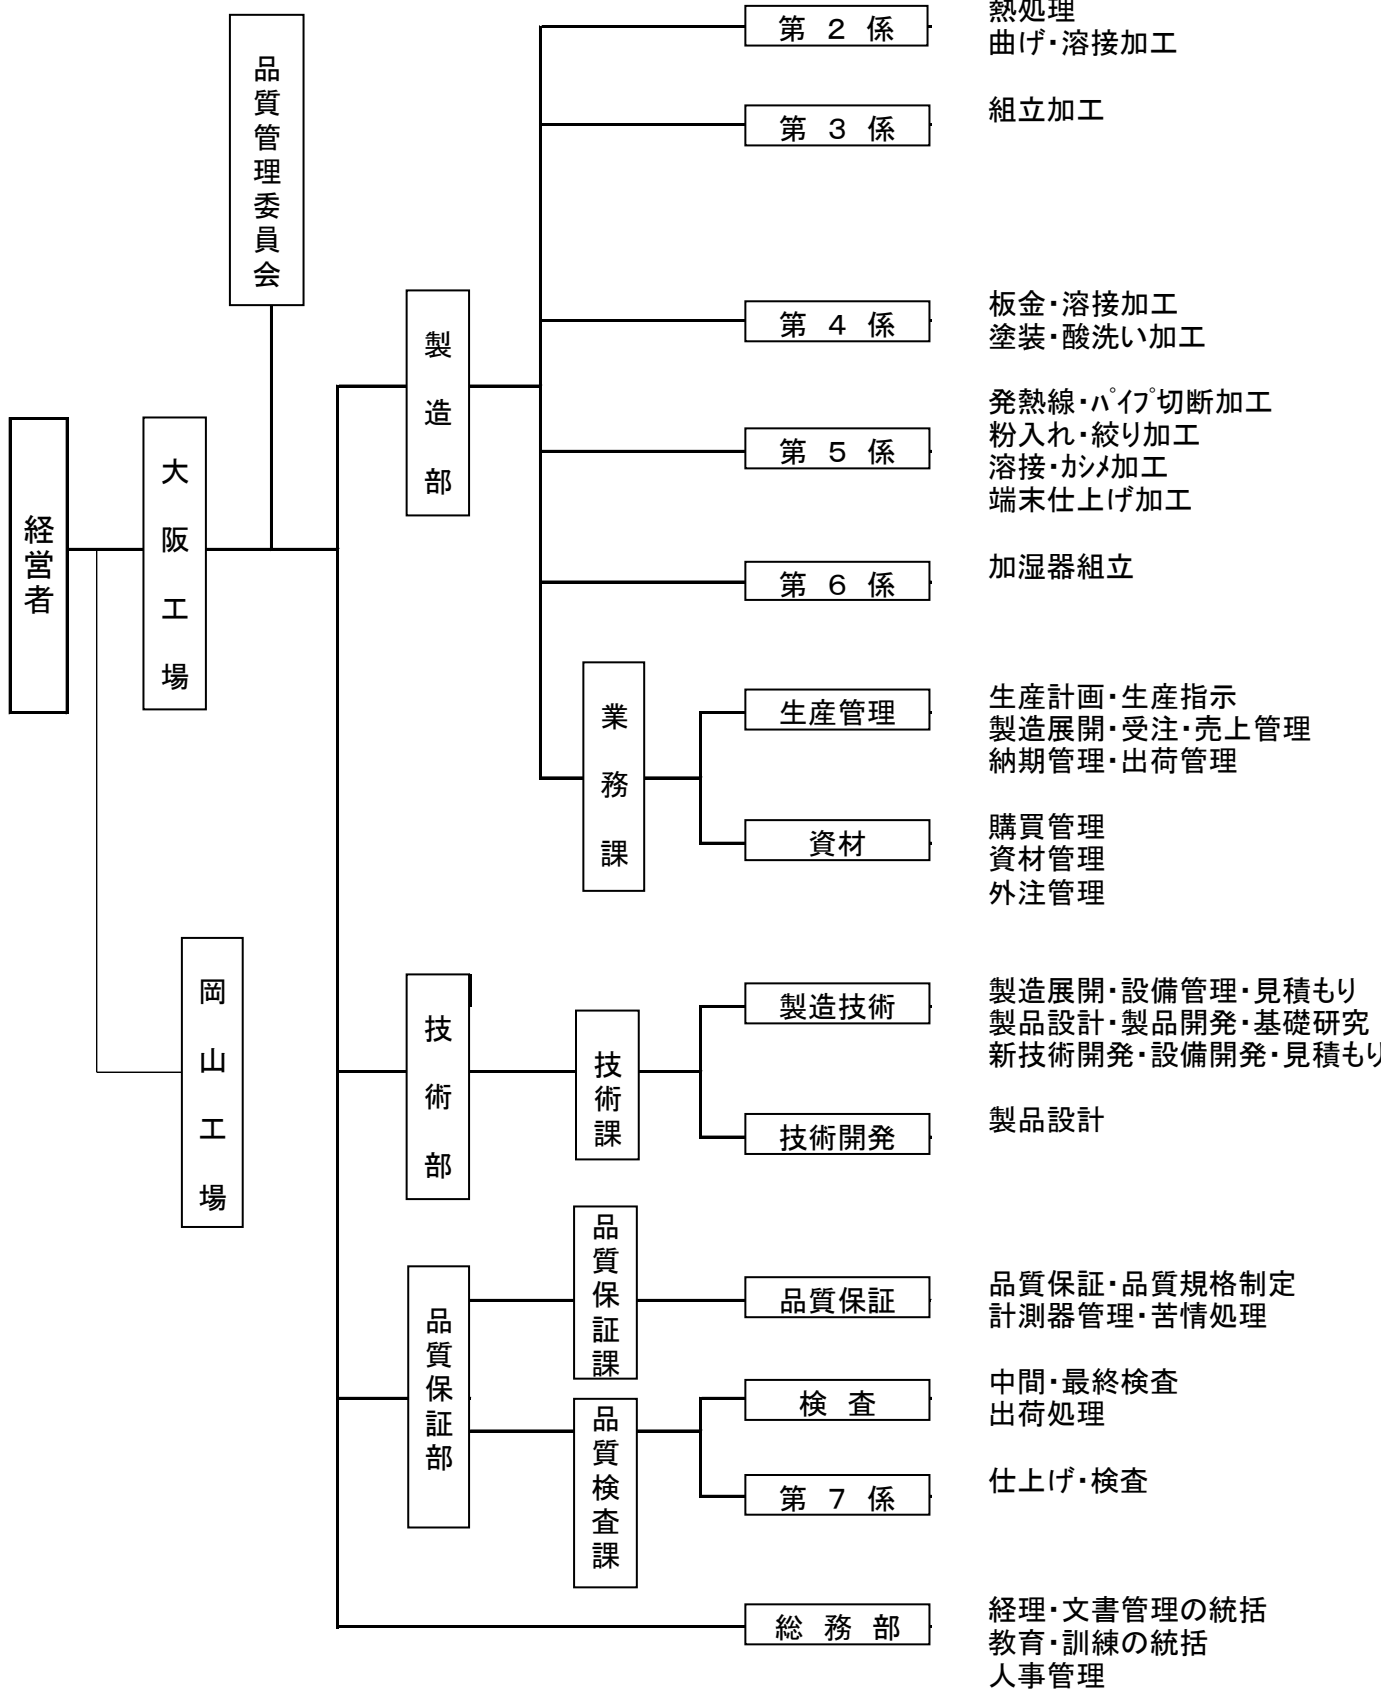 熱処理
第 2 係
曲げ・溶接加工
品質管理委員会
第 3 係
組立加工
製造部
第 4 係
板金・溶接加工
塗装・酸洗い加工
経営者
大阪工場
第 5 係
発熱線・ﾊﾟｲﾌﾟ切断加工
粉入れ・絞り加工
溶接・ｶｼﾒ加工
端末仕上げ加工
第 6 係
加湿器組立
業務課
生産管理
生産計画・生産指示
製造展開・受注・売上管理
納期管理・出荷管理
資材
購買管理
資材管理
外注管理
岡山工場
技術部
技術課
製造技術
製造展開・設備管理・見積もり
製品設計・製品開発・基礎研究
新技術開発・設備開発・見積もり
技術開発
製品設計
品質保証部
品質保証課
品質保証
品質保証・品質規格制定
計測器管理・苦情処理
品質検査課
検 査
中間・最終検査
出荷処理
第 7 係
仕上げ・検査
総 務 部
経理・文書管理の統括
教育・訓練の統括
人事管理